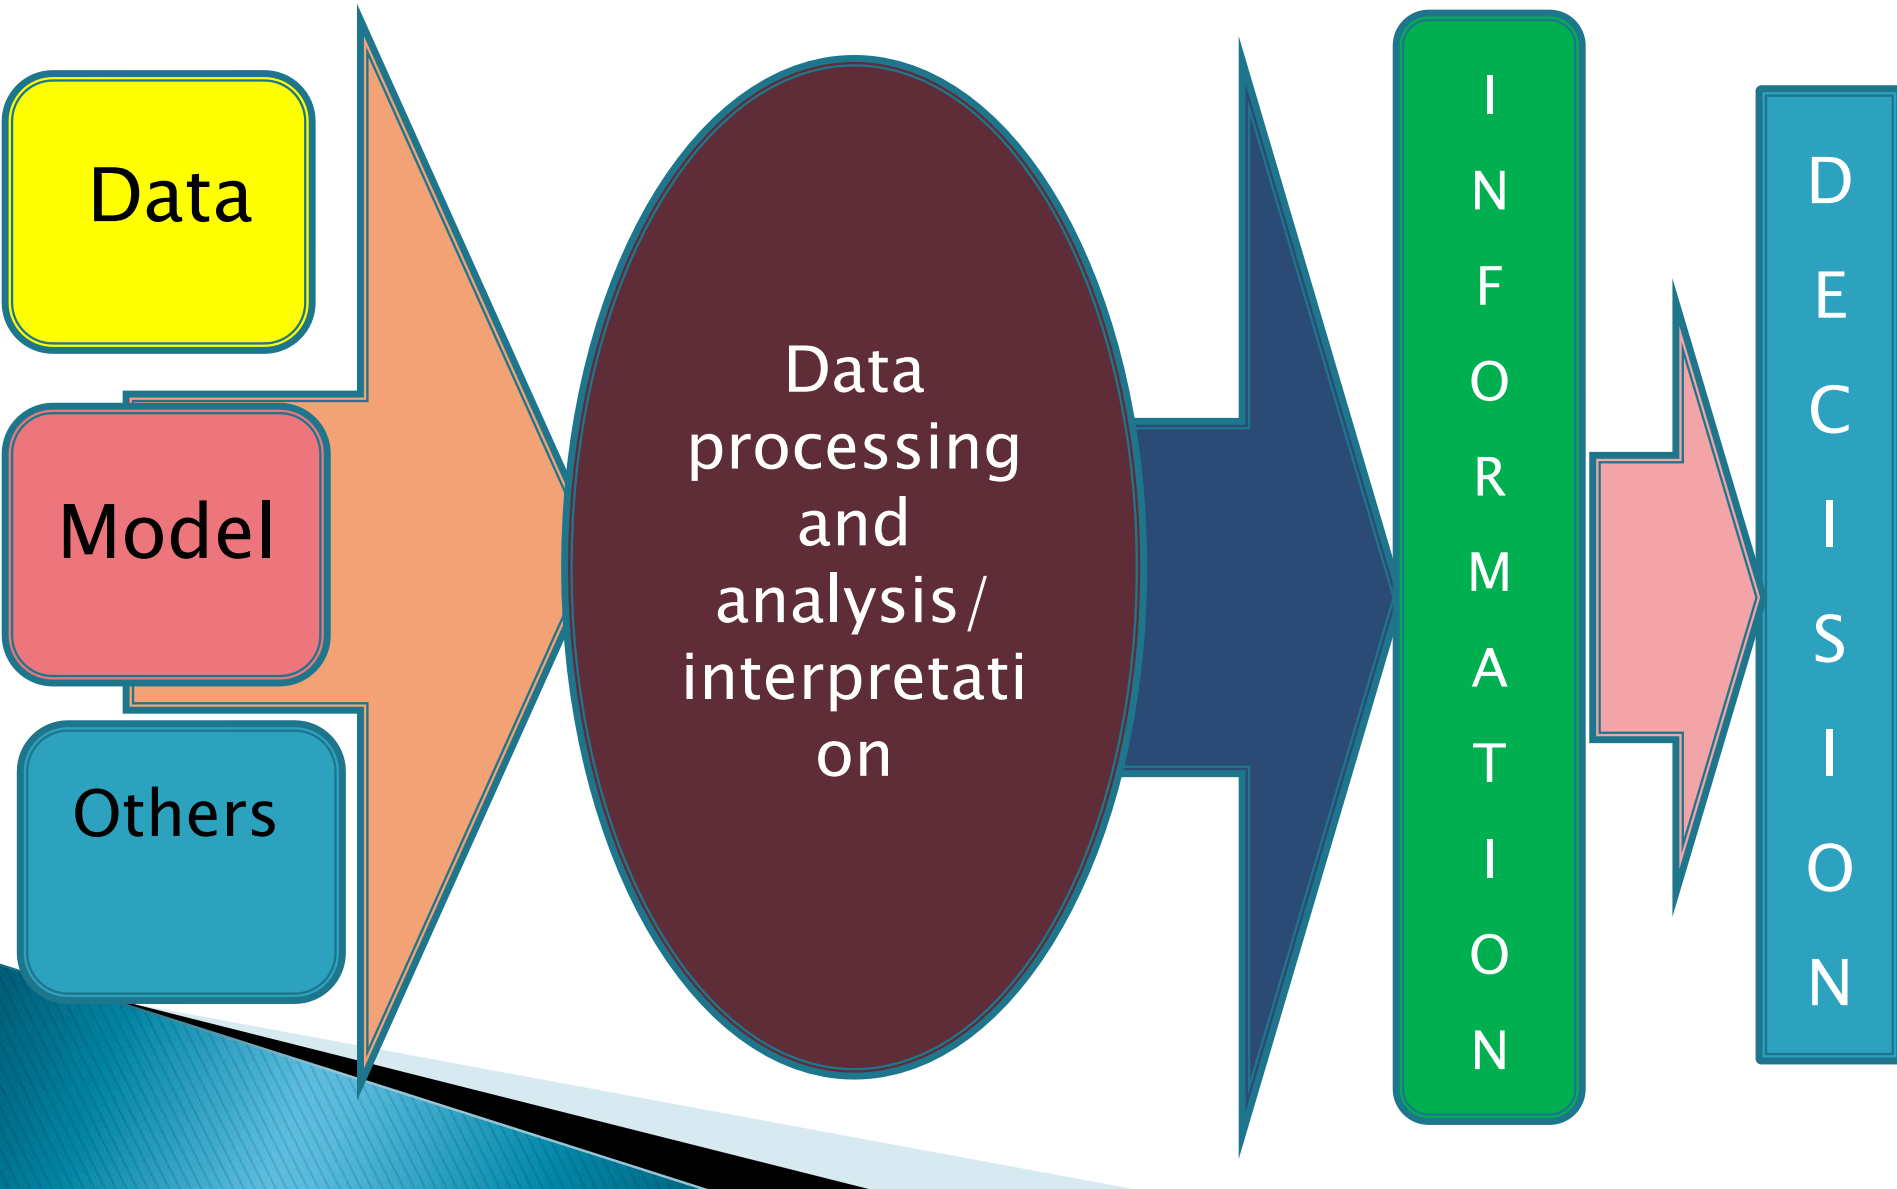 Data
Model
Others
Data
processing
and
analysis/
interpretati
on
I
N
F
O
R
M
A
T
I
O
N
D
E
C
I
S
I
O
N